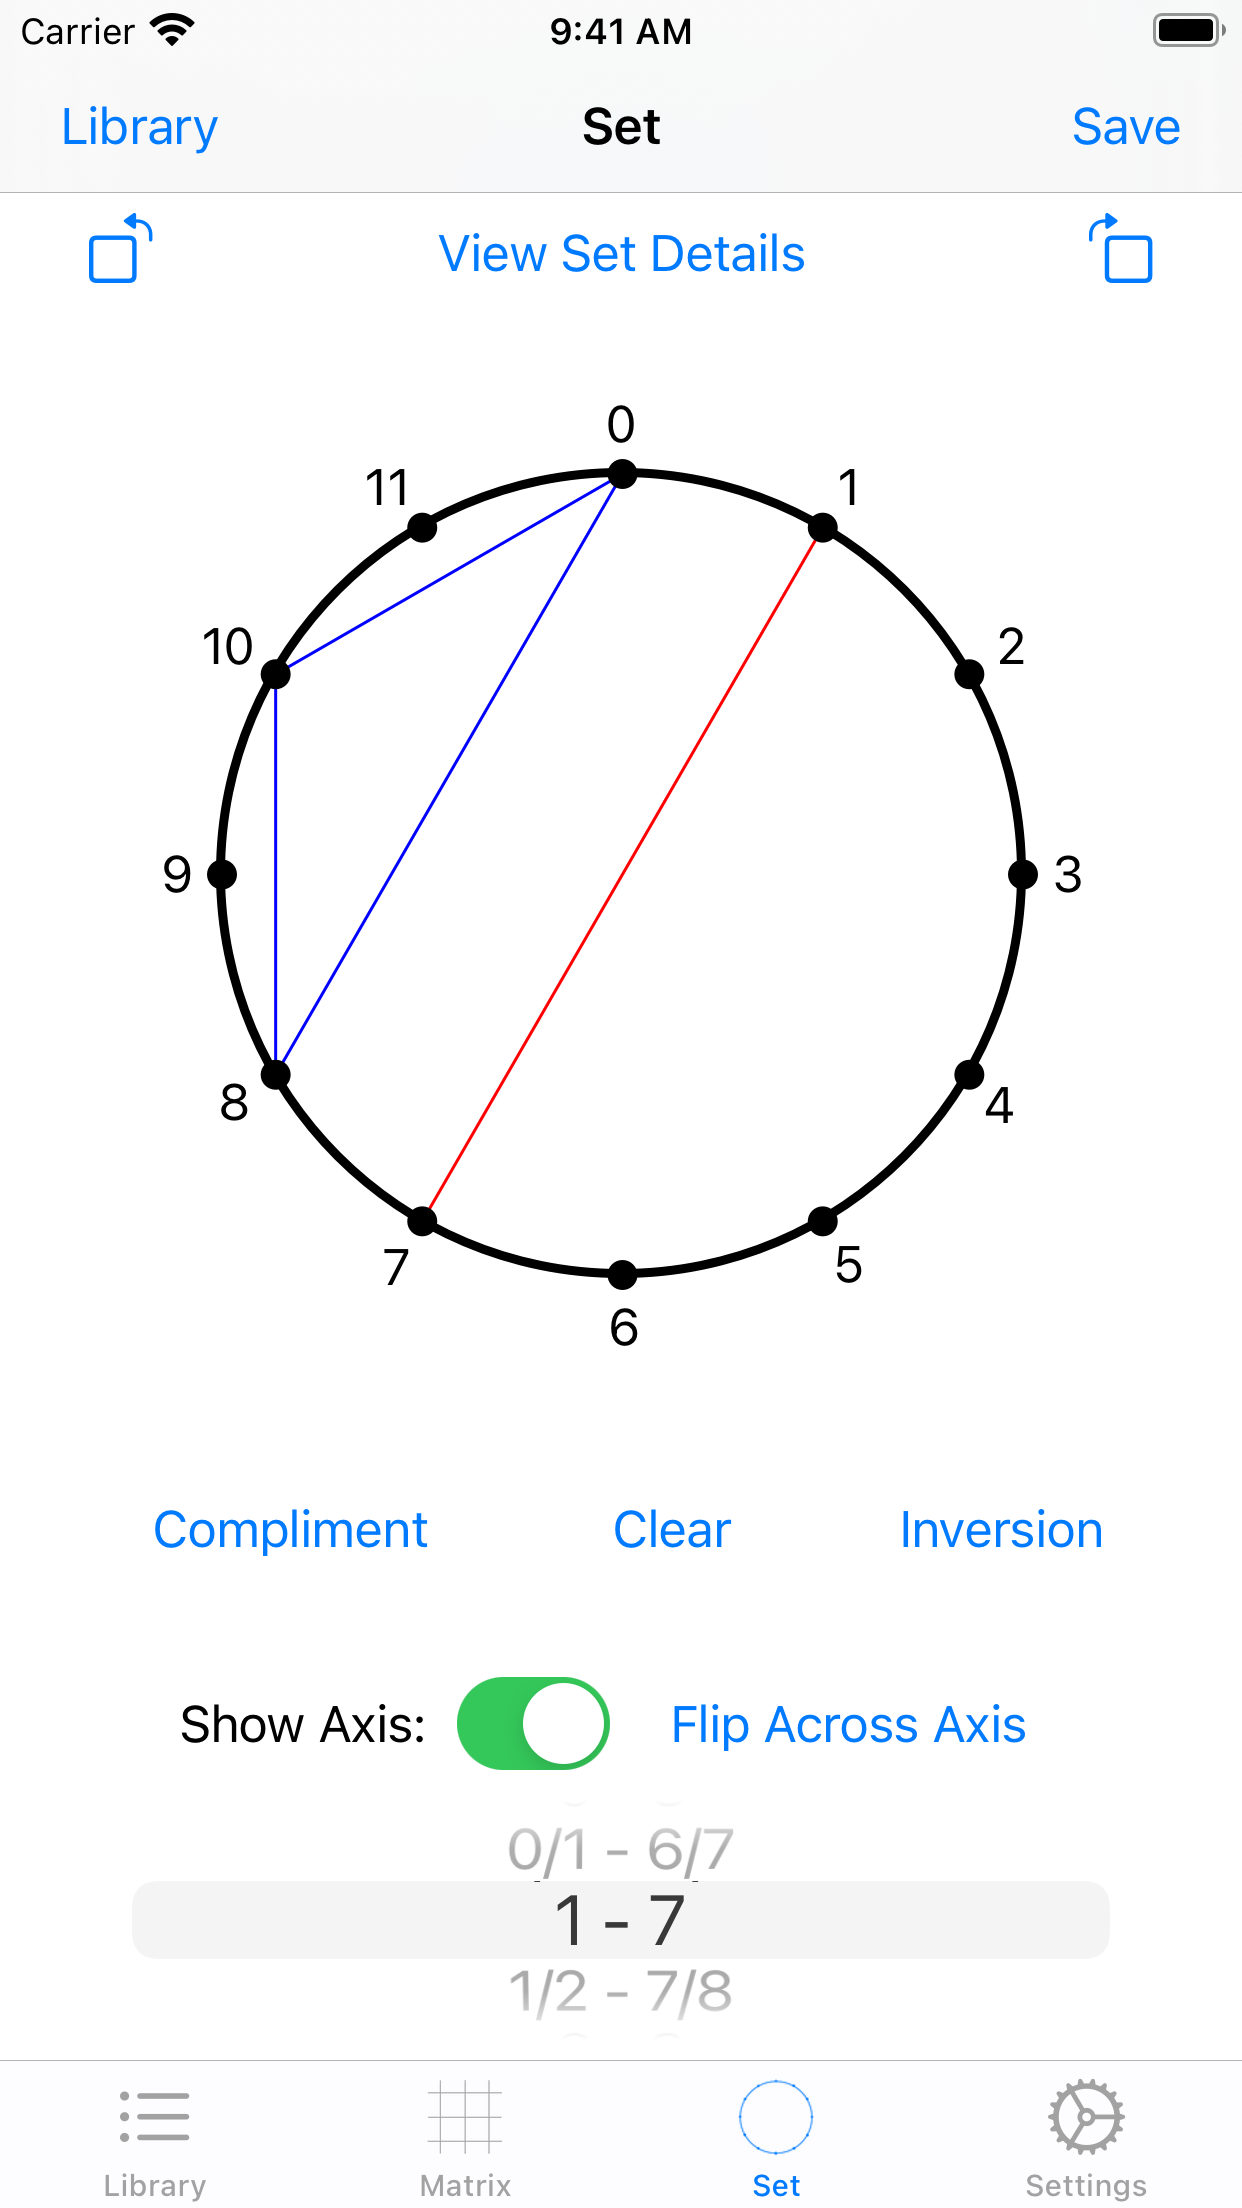 Carrier 9:41 AM
Library Set Save
View Set Details
0
11 1
10 2
9 3
8 4
7 5
6
Compliment Clear Inversion
Show Axis: Flip Across Axis
0/1 - 6/7
1 - 7
1/2 - 7/8
Library Matrix Set Settings